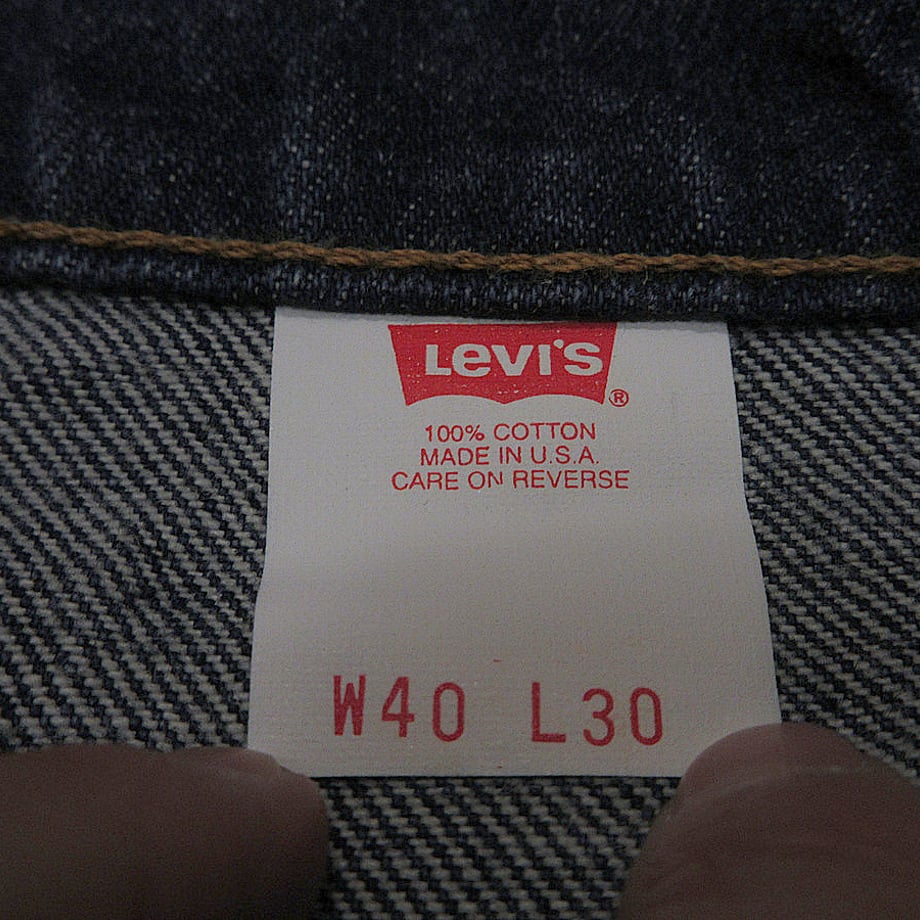 LEVI'S ®
100% COTTON
MADE IN U.S.A.
CARE ON REVERSE
W40 L30